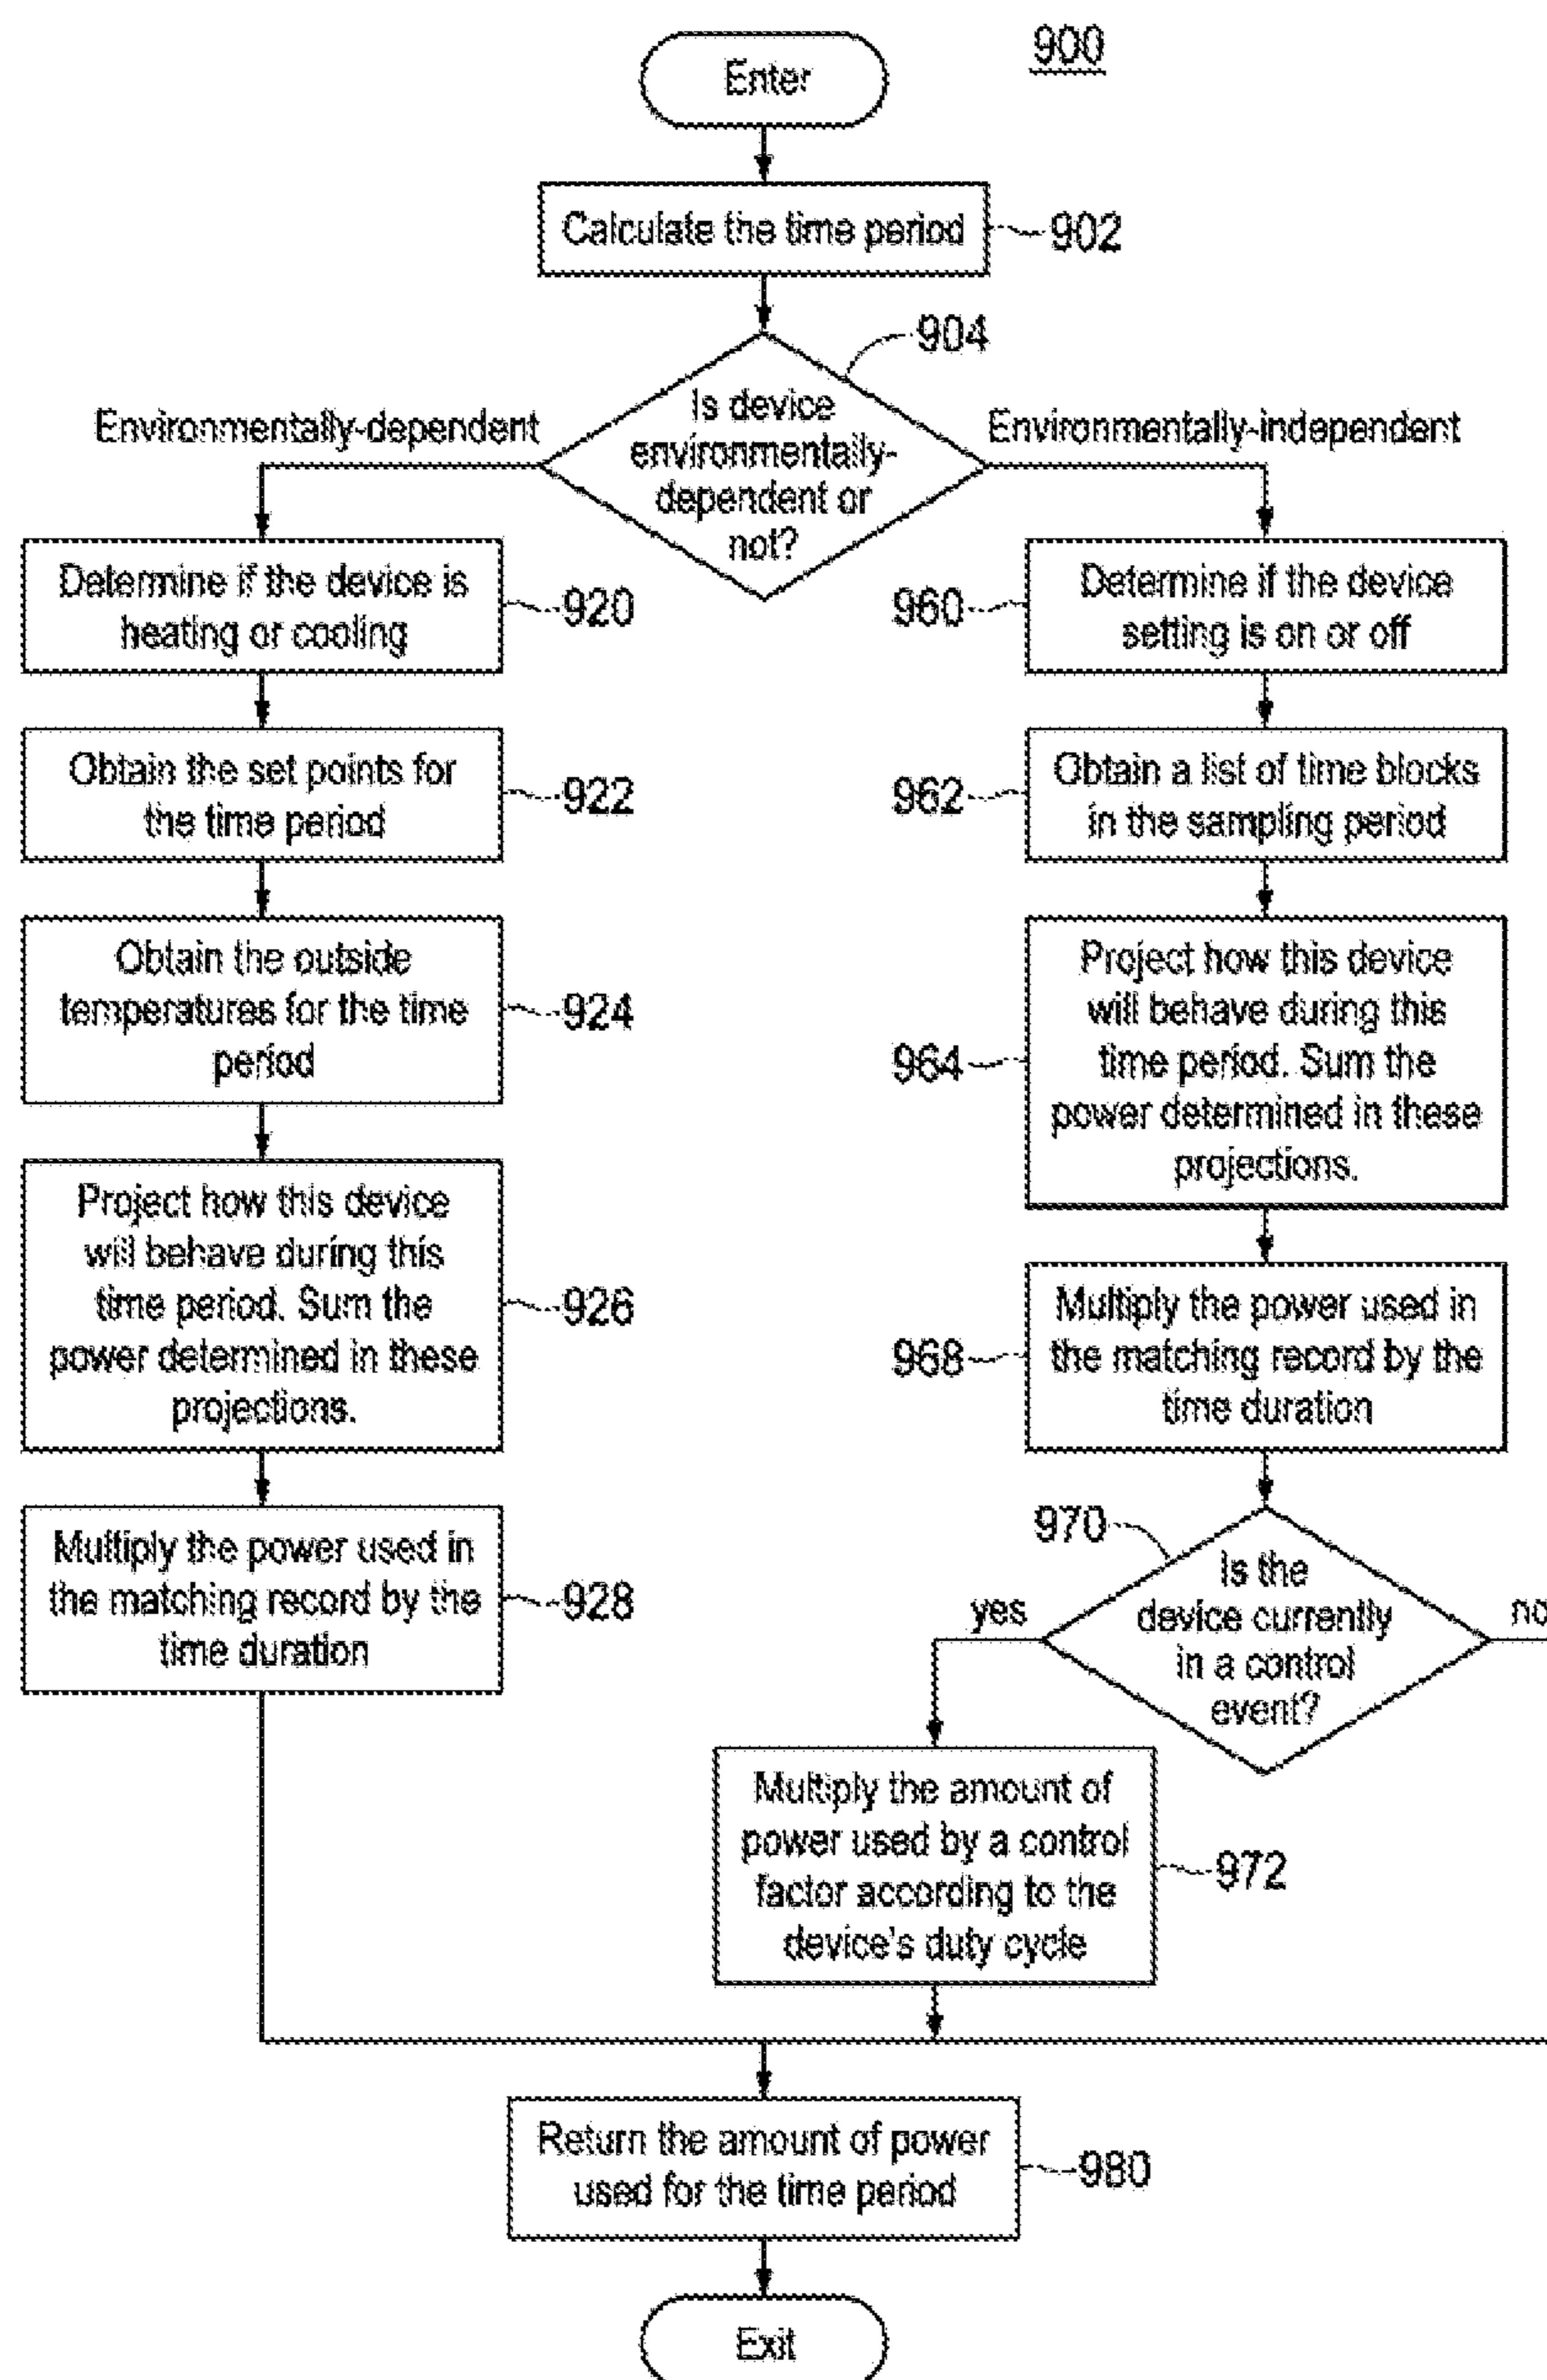 900
Enter
Calculate the time period
902
904
Is device
environmentally-
dependent or
not?
Environmentally-dependent
Environmentally-independent
Determine if the device is
heating or cooling
920
Obtain the set points for
the time period
922
Obtain the outside
temperatures for the time
period
924
Project how this device
will behave during this
time period. Sum the
power determined in these
projections.
926
Multiply the power used in
the matching record by the
time duration
928
960
Determine if the device
setting is on or off
962
Obtain a list of time blocks
in the sampling period
964
Project how this device
will behave during this
time period. Sum the
power determined in these
projections.
968
Multiply the power used in
the matching record by the
time duration
970
Is the
device currently
in a control
event?
yes
no
Multiply the amount of
power used by a control
factor according to the
device's duty cycle
972
Return the amount of power
used for the time period
980
Exit